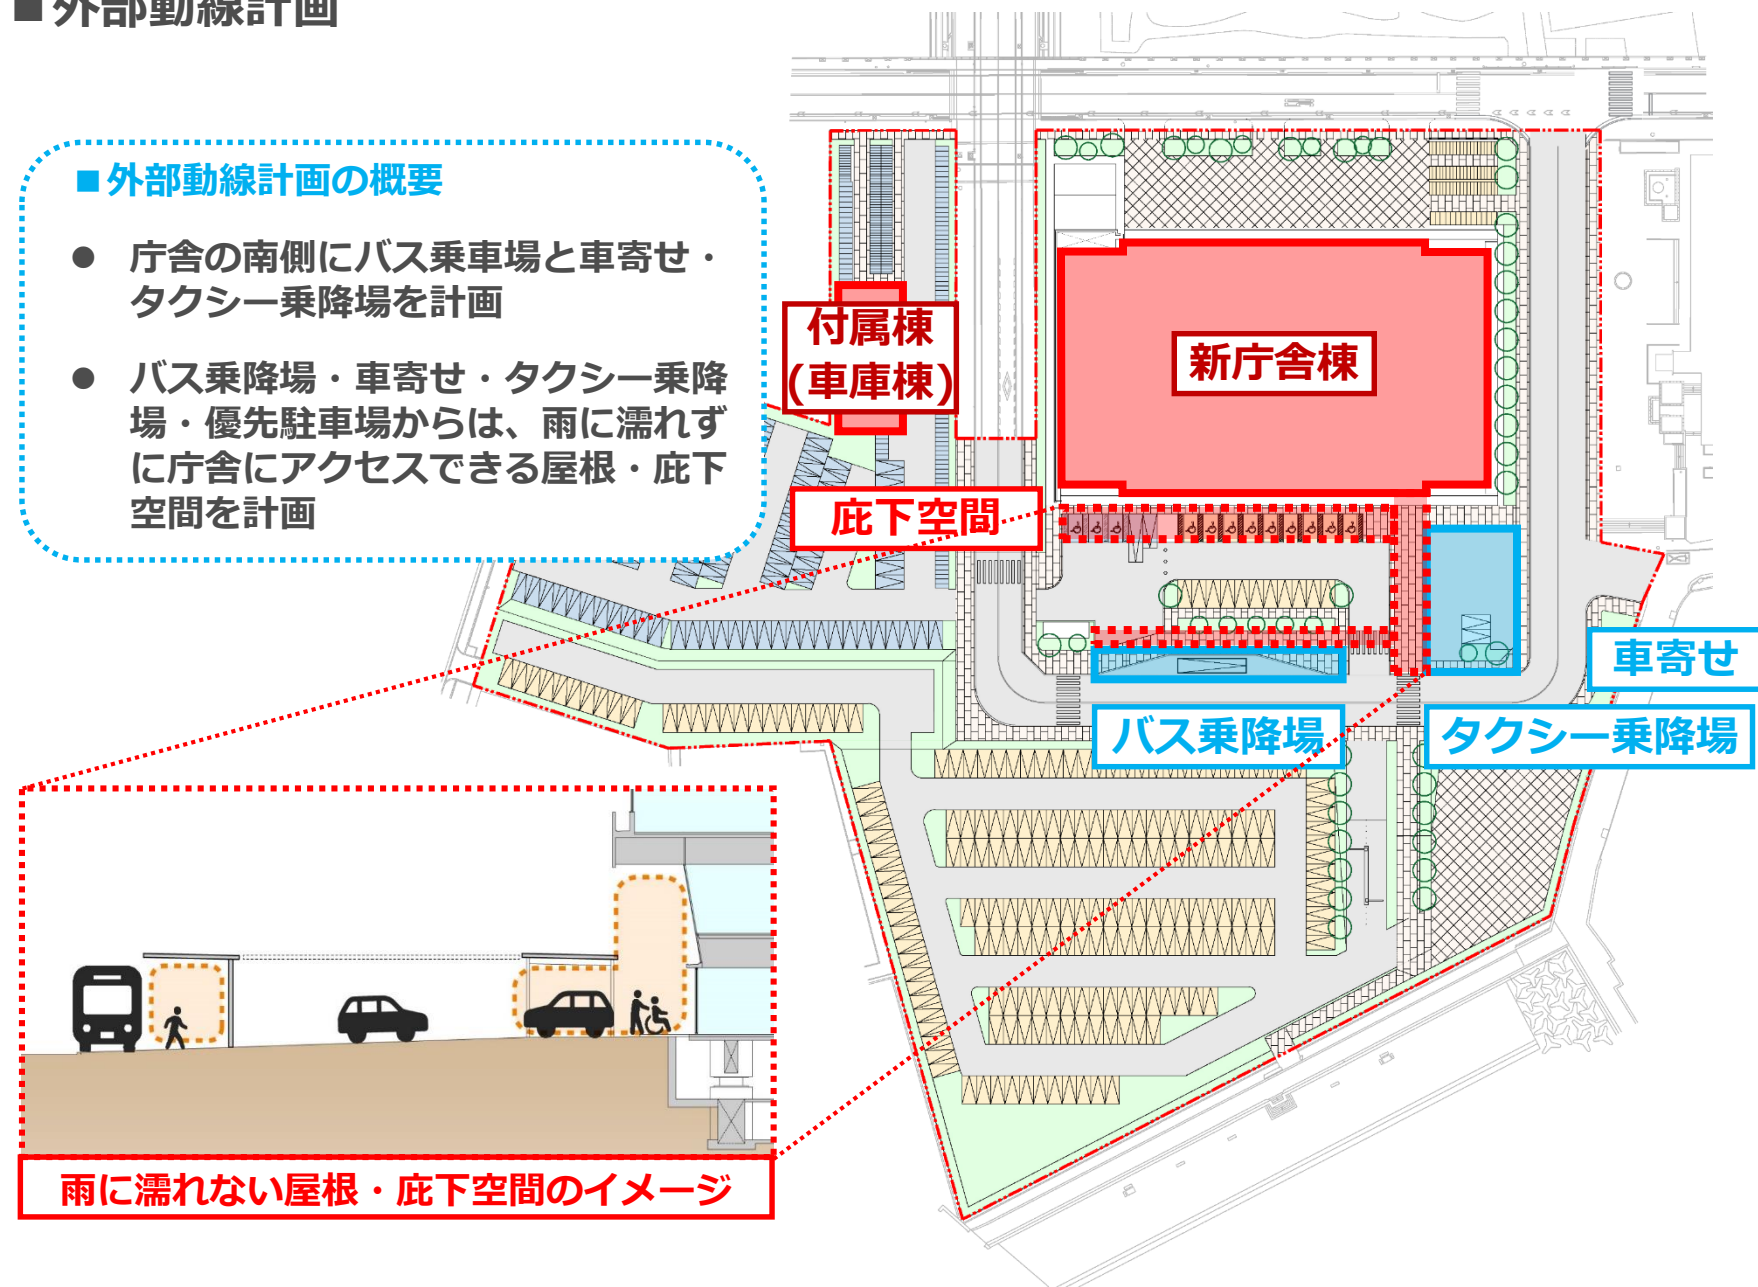 ■外部動線計画
■外部動線計画の概要
● 庁舎の南側にバス乗車場と車寄せ・
タクシー乗降場を計画
● バス乗降場・車寄せ・タクシー乗降
場・優先駐車場からは、雨に濡れず
に庁舎にアクセスできる屋根・庇下
空間を計画
付属棟
(車庫棟)
新庁舎棟
庇下空間
車寄せ
バス乗降場
タクシー乗降場
雨に濡れない屋根・庇下空間のイメージ